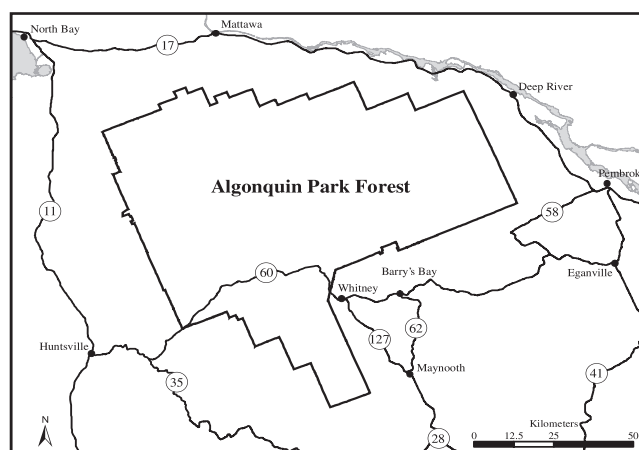 North Bay
Mattawa
17
Deep River
Algonquin Park Forest
Pembrok
11
58
60
Barry's Bay
Whitney
Eganville
62
127
Huntsville
Maynooth
35
41
N
28
Kilometers
0 12.5 25 50